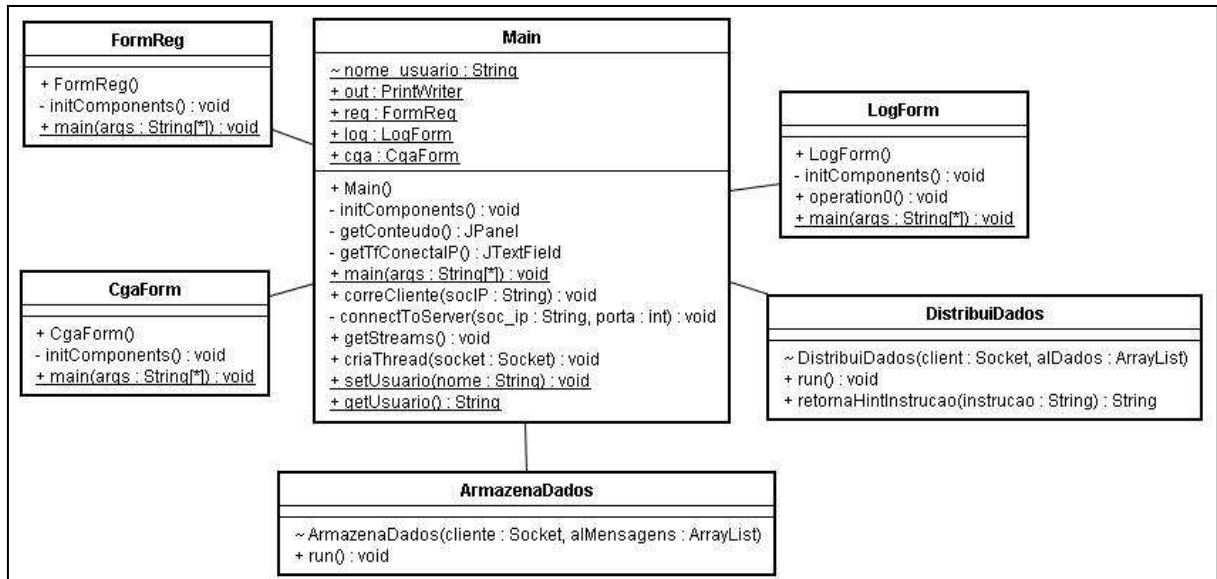 FormReg
+ FormReg()
- initComponents() : void
+ main(args : String[*]) : void
Main
~ nome_usuario : String
+ out : PrintWriter
+ reg : FormReg
+ log : LogForm
+ cga : CgaForm
+ Main()
- initComponents() : void
- getConteudo() : JPanel
- getTfConectaIP() : JTextField
+ main(args : String[*]) : void
+ correCliente(socIP : String) : void
- connectToServer(soc_ip : String, porta : int) : void
+ getStreams() : void
+ criaThread(socket : Socket) : void
+ setUsuario(nome : String) : void
+ getUsuario() : String
LogForm
+ LogForm()
- initComponents() : void
+ operation0() : void
+ main(args : String[*]) : void
CgaForm
+ CgaForm()
- initComponents() : void
+ main(args : String[*]) : void
DistribuiDados
~ DistribuiDados(client : Socket, alDados : ArrayList)
+ run() : void
+ retornaHintInstrucao(instrucao : String) : String
ArmazenaDados
~ ArmazenaDados(cliente : Socket, alMensagens : ArrayList)
+ run() : void